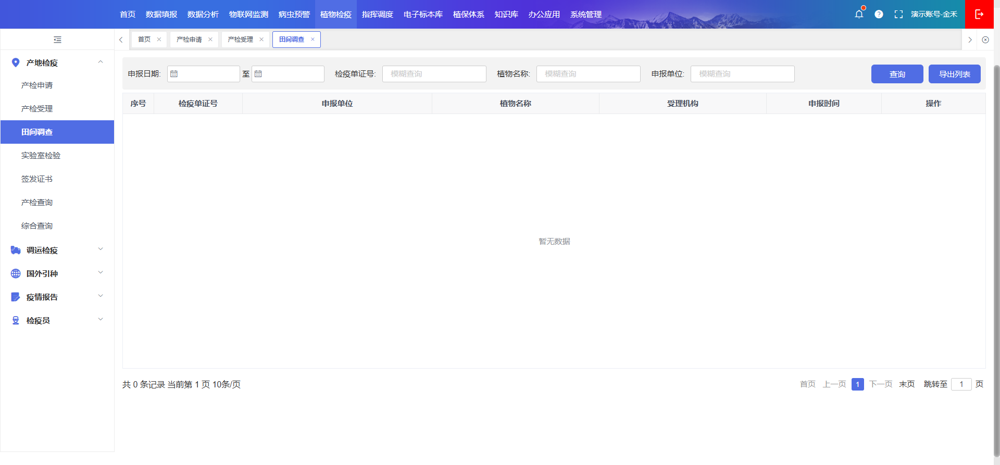 首页 数据填报 数据分析 物联网监测 病虫预警 植物检疫 指挥调度 电子标本库 植保体系 知识库 办公应用 系统管理 演示账号-金禾
首页 产检申请 产检受理 田间调查
产地检疫
产检申请
产检受理
田间调查
实验室检验
签发证书
产检查询
综合查询
调运检疫
国外引种
疫情报告
检疫员
申报日期: 至 检疫单证号: 模糊查询 植物名称: 模糊查询 申报单位: 模糊查询 查询 导出列表
序号 检疫单证号 申报单位 植物名称 受理机构 申报时间 操作
暂无数据
共 0 条记录 当前第 1 页 10条/页 首页 上一页 1 下一页 末页 跳转至 1 页